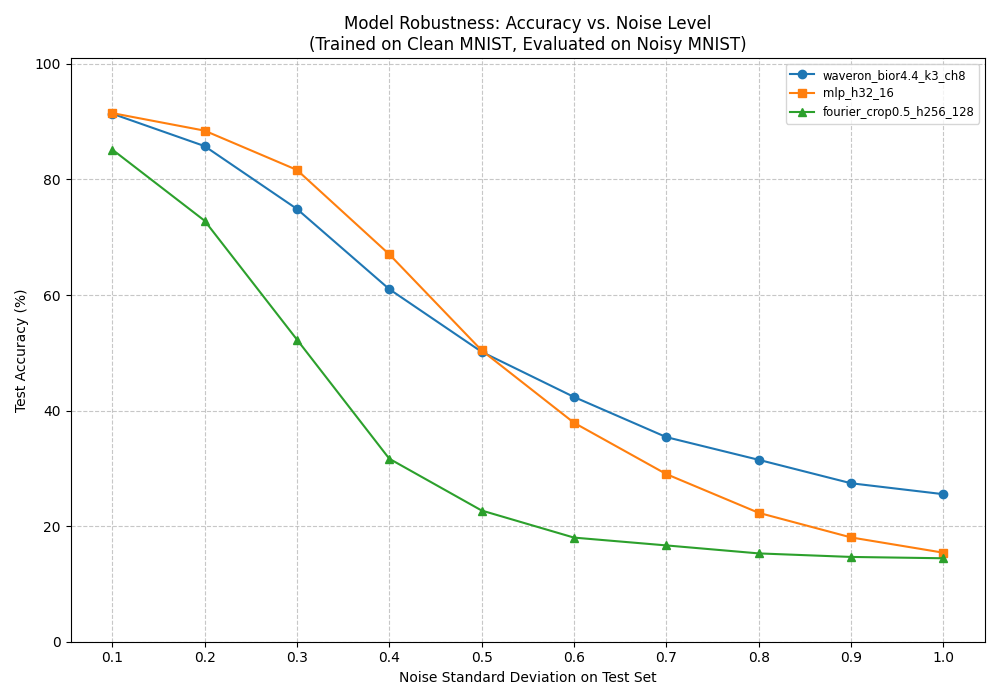 Model Robustness: Accuracy vs. Noise Level
(Trained on Clean MNIST, Evaluated on Noisy MNIST)
waveron_bior4.4_k3_ch8
mlp_h32_16
fourier_crop0.5_h256_128
Test Accuracy (%)
100
80
60
40
20
0
0.1 0.2 0.3 0.4 0.5 0.6 0.7 0.8 0.9 1.0
Noise Standard Deviation on Test Set